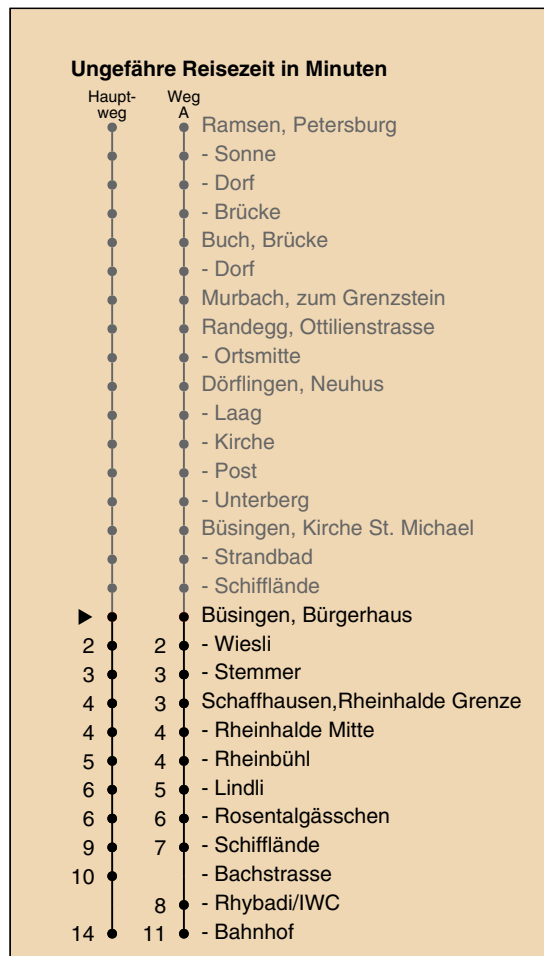 Ungefähre Reisezeit in Minuten
Haupt- Weg
weg A
Ramsen, Petersburg
- Sonne
- Dorf
- Brücke
Buch, Brücke
- Dorf
Murbach, zum Grenzstein
Randegg, Ottilienstrasse
- Ortsmitte
Dörflingen, Neuhus
- Laag
- Kirche
- Post
- Unterberg
Büsingen, Kirche St. Michael
- Strandbad
- Schifflände
Büsingen, Bürgerhaus
2 2 - Wiesli
3 3 - Stemmer
4 3 Schaffhausen,Rheinhalde Grenze
4 4 - Rheinhalde Mitte
5 4 - Rheinbühl
6 5 - Lindli
6 6 - Rosentalgässchen
9 7 - Schifflände
10 - Bachstrasse
8 - Rhybadi/IWC
14 11 - Bahnhof